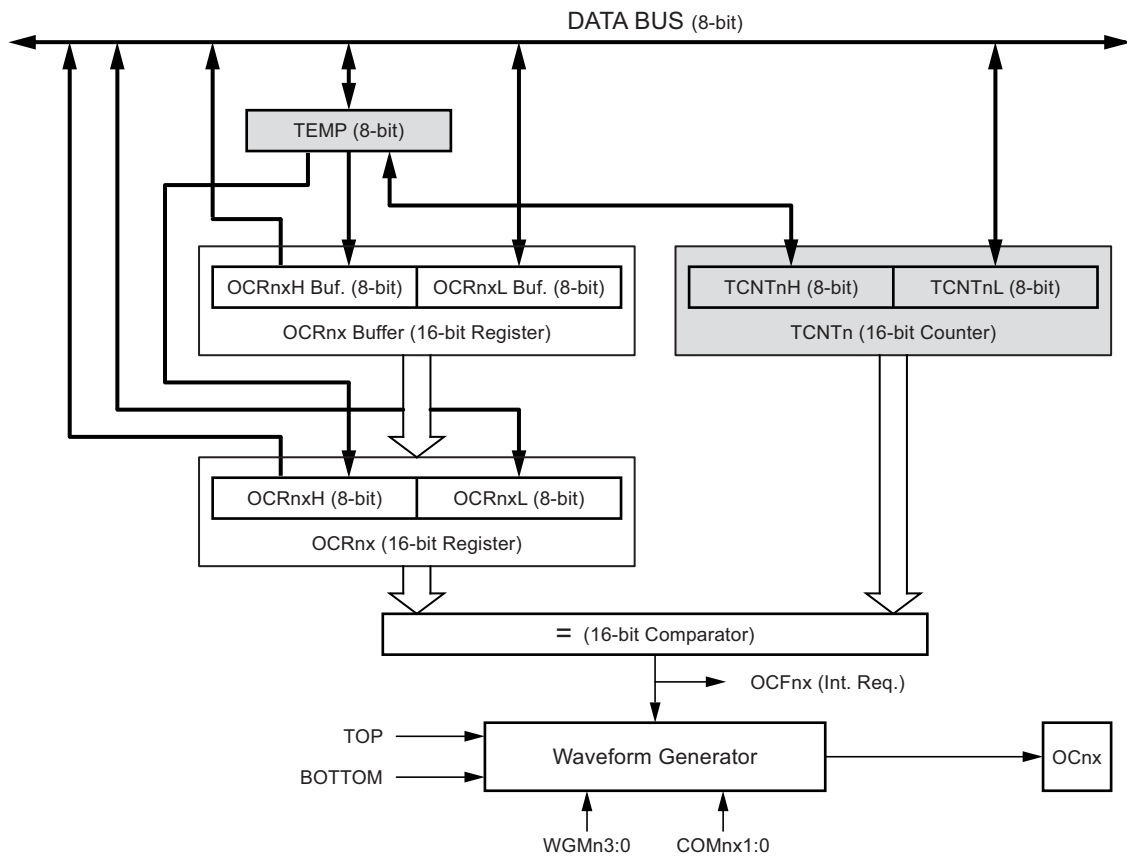 DATA BUS (8-bit)
TEMP (8-bit)
OCRnxH Buf. (8-bit) OCRnxL Buf. (8-bit)
OCRnx Buffer (16-bit Register)
TCNTnH (8-bit) TCNTnL (8-bit)
TCNTn (16-bit Counter)
OCRnxH (8-bit) OCRnxL (8-bit)
OCRnx (16-bit Register)
= (16-bit Comparator)
OCFnx (Int. Req.)
TOP
BOTTOM
Waveform Generator
OCnx
WGMn3:0 COMnx1:0